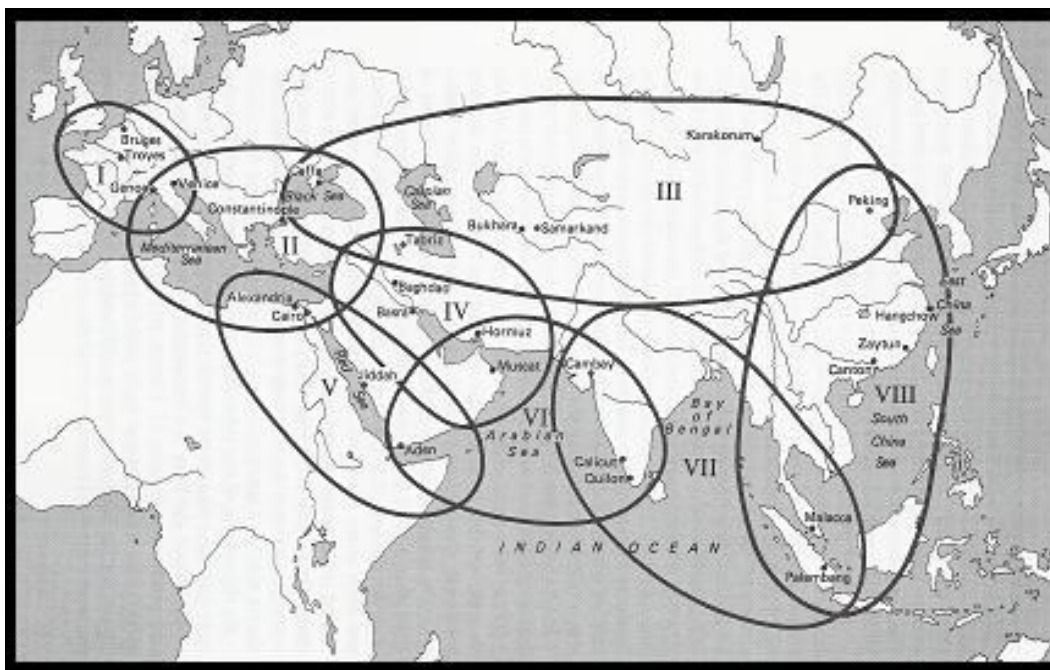 Bruges
Troyes
I
Genoa
Venice
Caffa
Black Sea
Constantinople
II
Mediterranean
Sea
Caspian
Sea
Karakorum
III
Bukhara
Samarkand
Peking
Tabriz
Baghdad
Basra
IV
Hormuz
Muscat
Alexandria
Cairo
V
Jiddah
Red Sea
Aden
VI
Arabian
Sea
Cambay
Calicut
Quilon
Bay
of
Bengal
VII
East
China
Sea
Hangchow
Zaytun
Canton
VIII
South
China
Sea
Malacca
Palembang
INDIAN OCEAN